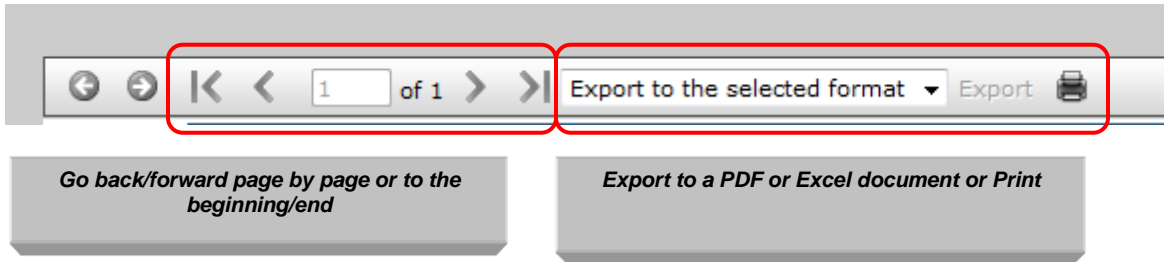 1 of 1 Export to the selected format Export
Go back/forward page by page or to the
beginning/end
Export to a PDF or Excel document or Print